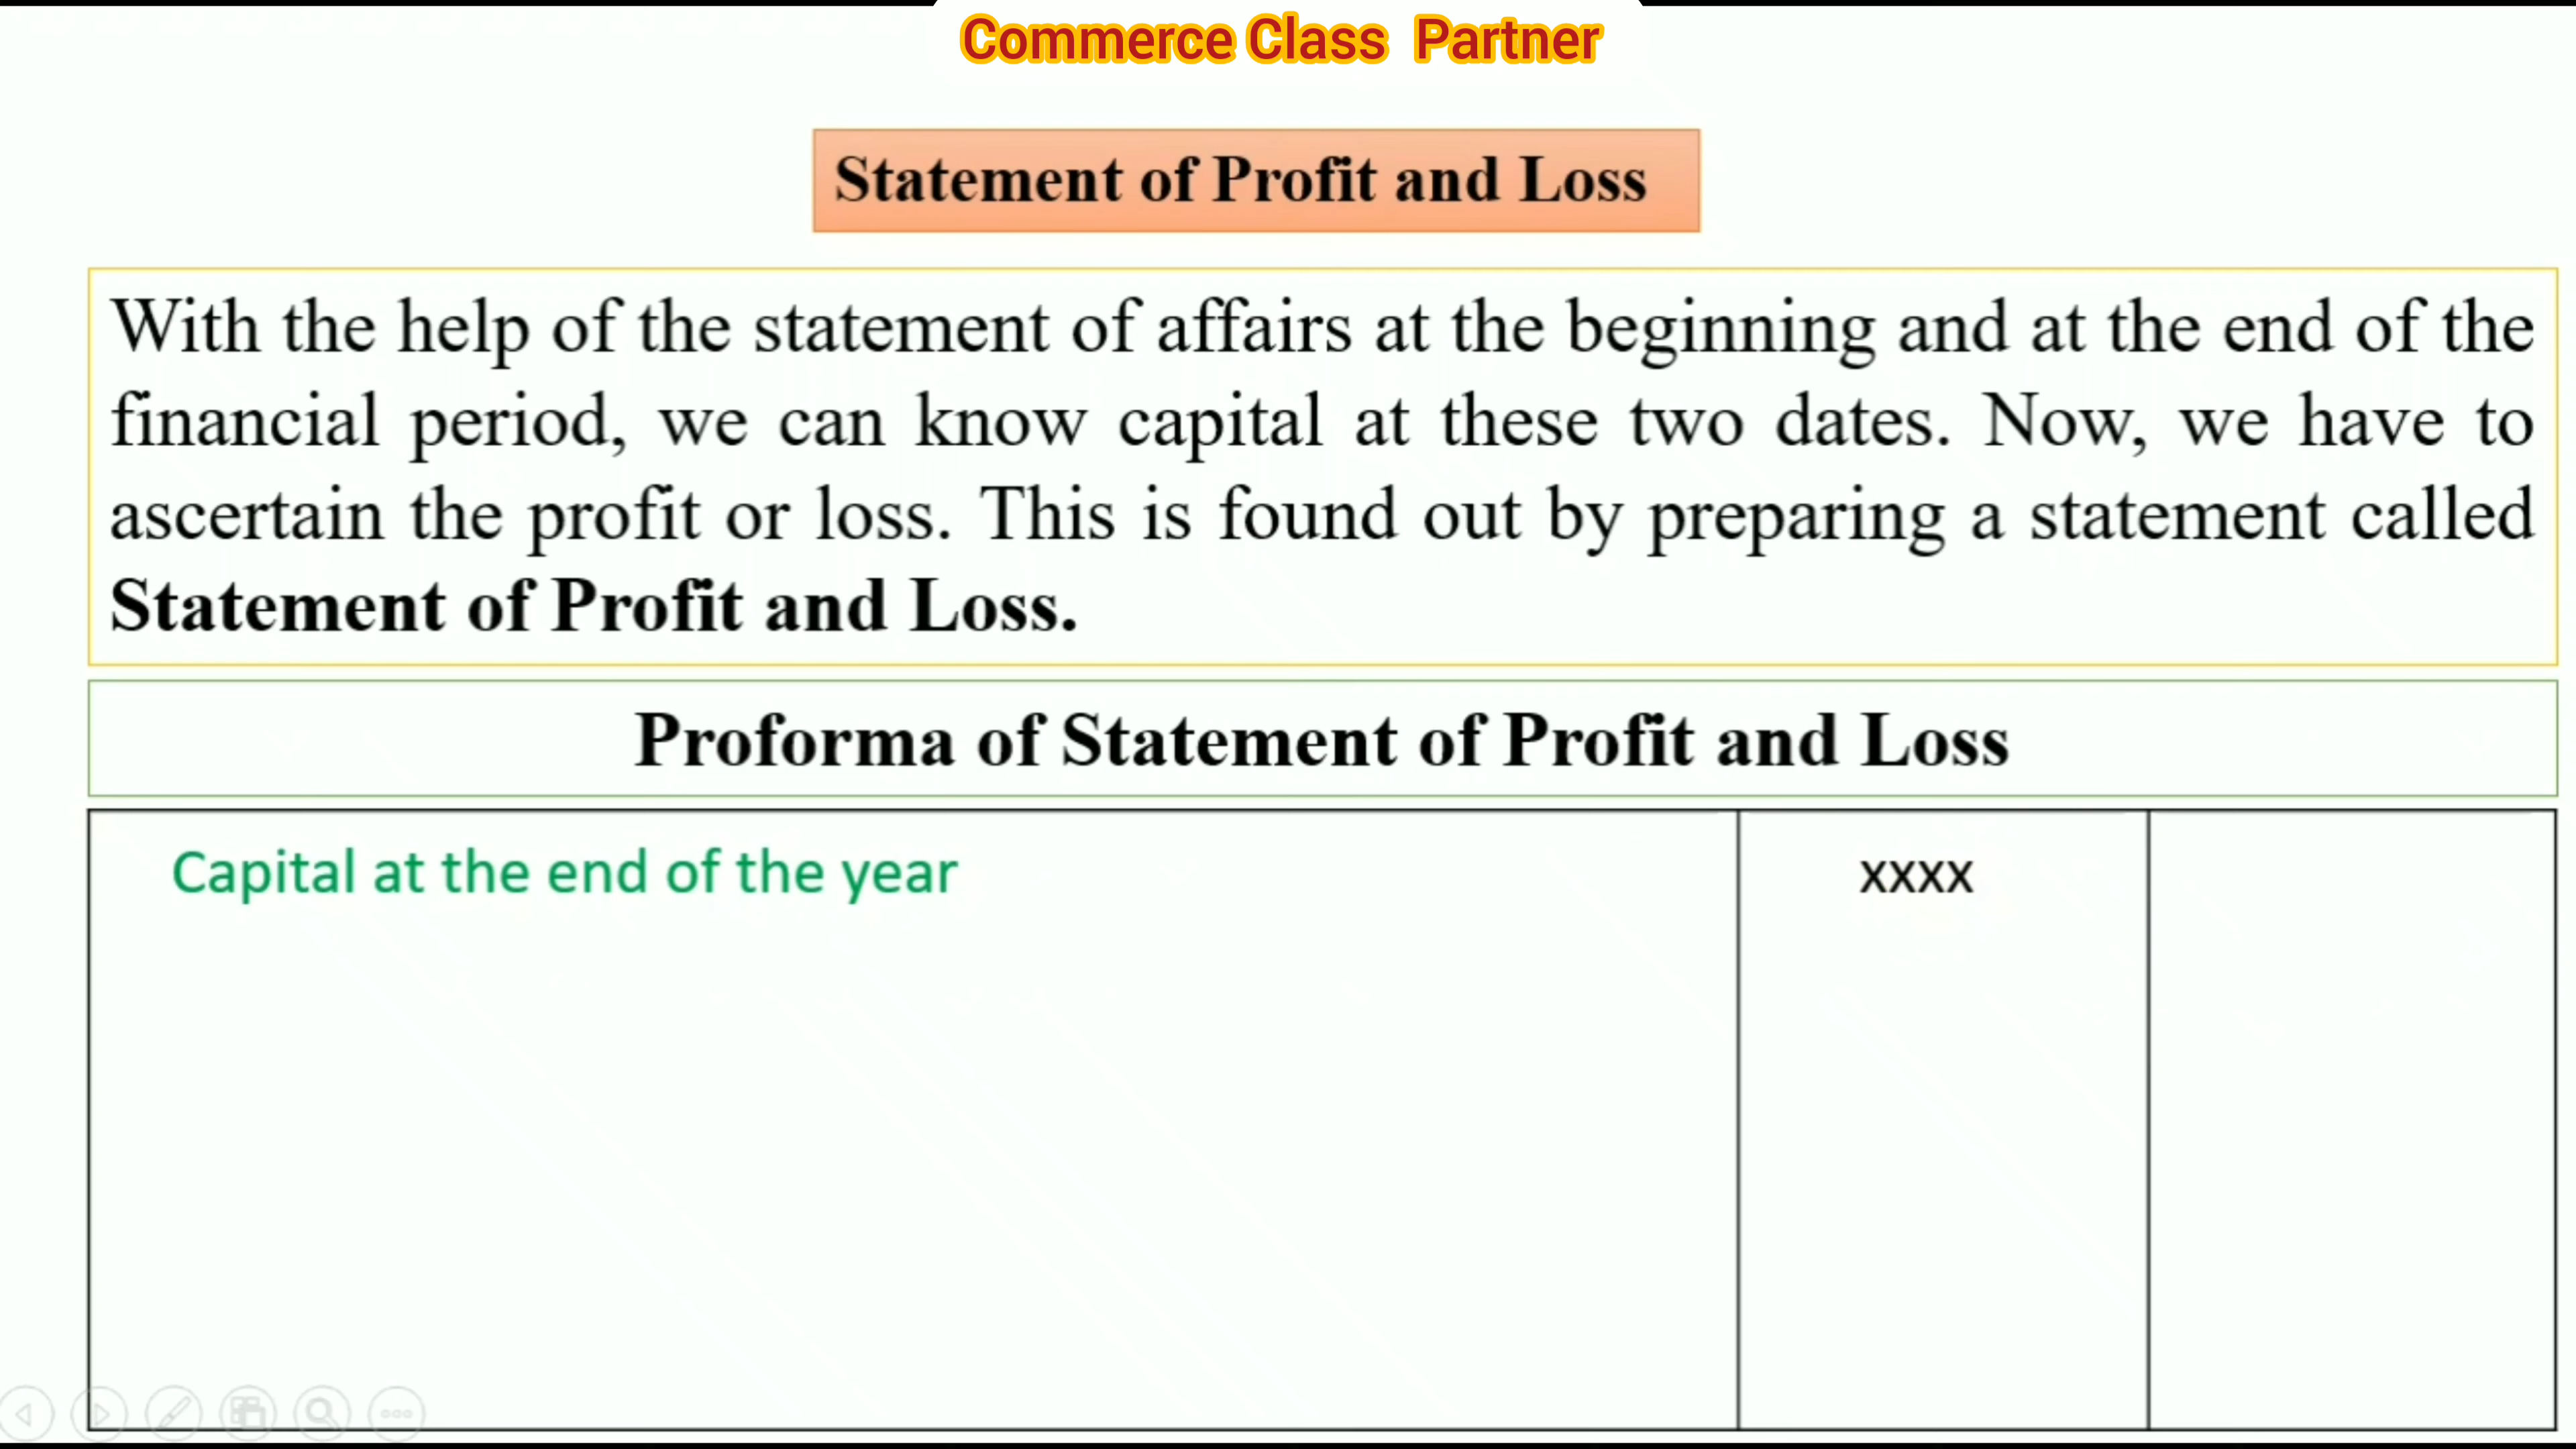 Commerce Class Partner
Statement of Profit and Loss
With the help of the statement of affairs at the beginning and at the end of the
financial period, we can know capital at these two dates. Now, we have to
ascertain the profit or loss. This is found out by preparing a statement called
Statement of Profit and Loss.
Proforma of Statement of Profit and Loss
Capital at the end of the year xxxx